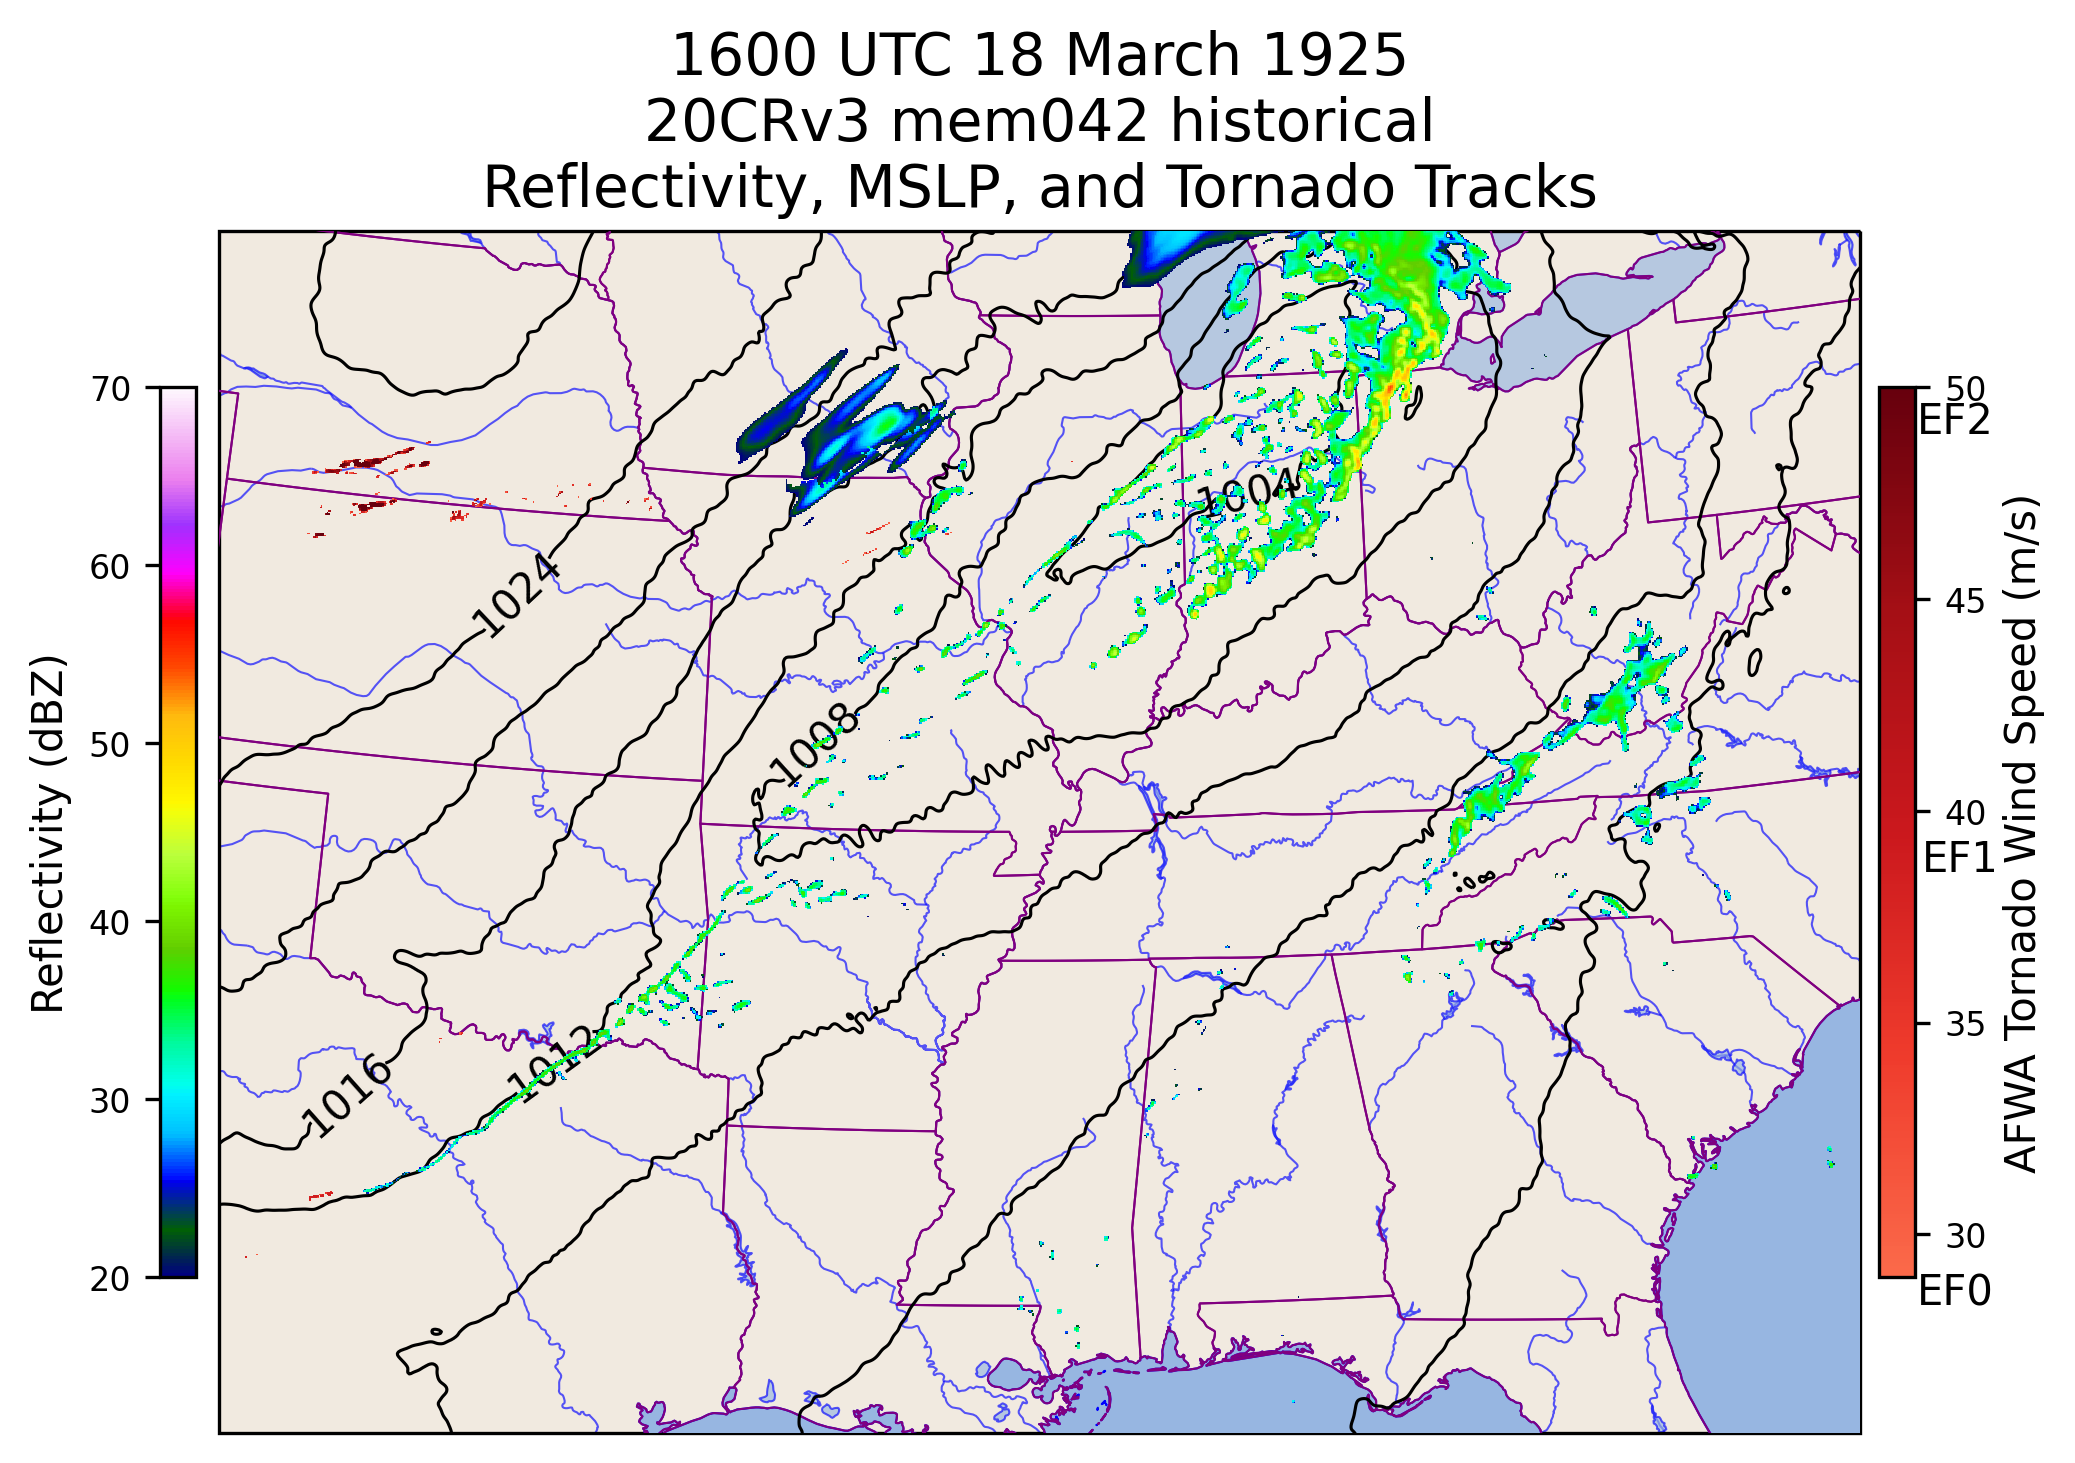 1600 UTC 18 March 1925
20CRv3 mem042 historical
Reflectivity, MSLP, and Tornado Tracks
70
60
50
40
30
20
Reflectivity (dBZ)
1024
1004
1008
1012
1016
50
EF2
45
40
EF1
35
30
EF0
AFWA Tornado Wind Speed (m/s)